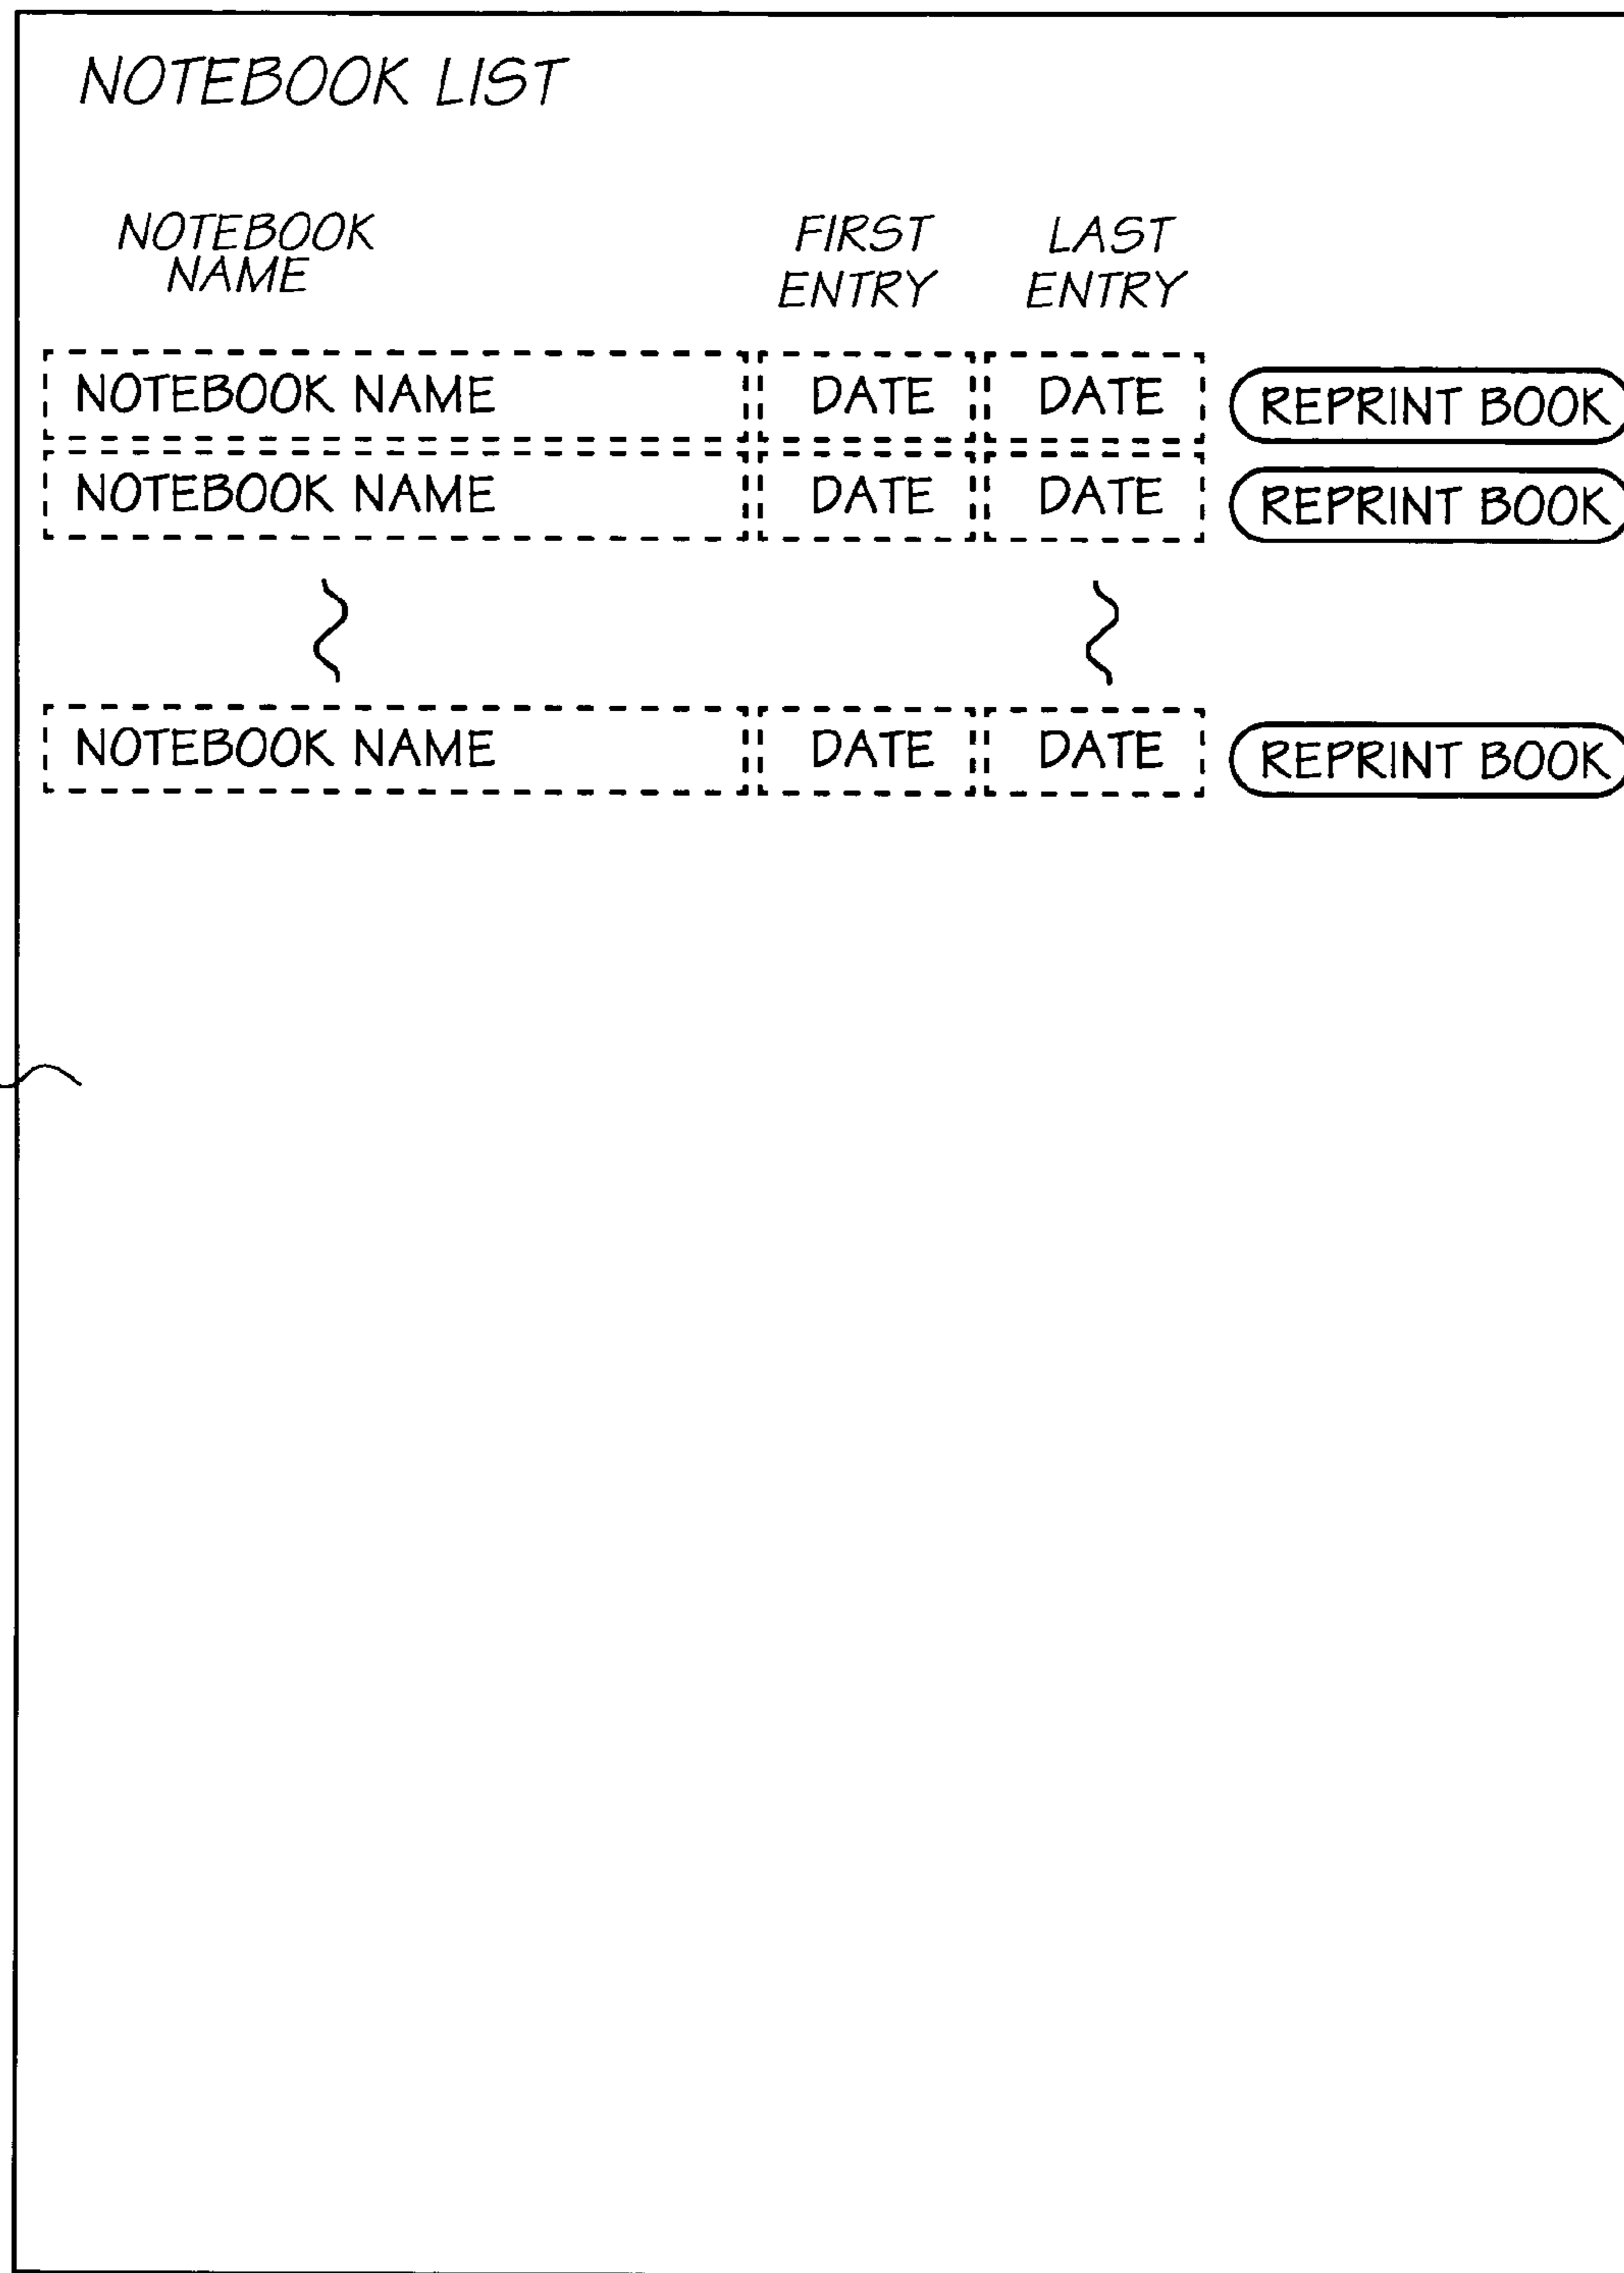 NOTEBOOK LIST
NOTEBOOK NAME FIRST ENTRY LAST ENTRY
NOTEBOOK NAME DATE DATE REPRINT BOOK
NOTEBOOK NAME DATE DATE REPRINT BOOK
NOTEBOOK NAME DATE DATE REPRINT BOOK